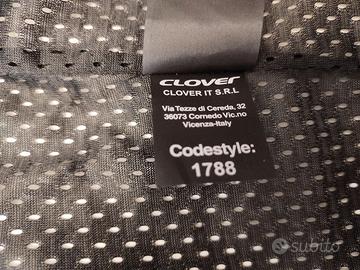 CLOVER
CLOVER IT S.R.L
Via Tezze di Cereda, 32
36073 Cornedo Vic.no
Vicenza-Italy
Codestyle:
1788
subito